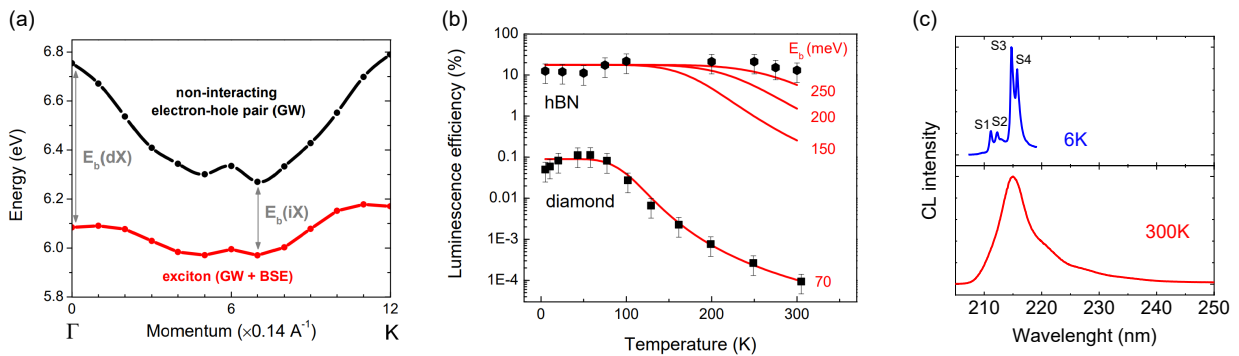 (a)
6.8
6.6
6.4
6.2
6.0
5.8
Energy (eV)
non-interacting
electron-hole pair (GW)
E_b(dX)
E_b(iX)
exciton (GW + BSE)
0
3
6
9
12
Γ
Momentum (×0.14 A⁻¹)
K
(b)
100
10
1
0.1
0.01
1E-3
1E-4
Luminescence efficiency (%)
E_b (meV)
hBN
250
200
150
diamond
70
0
100
200
300
Temperature (K)
(c)
CL intensity
S3
S4
S1
S2
6K
300K
210
220
230
240
250
Wavelenght (nm)